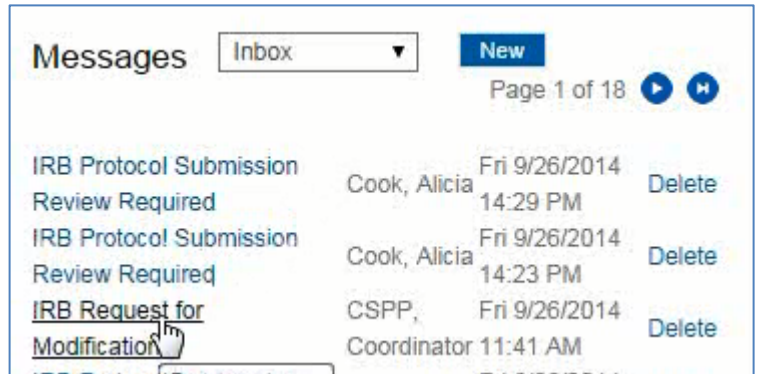 Messages Inbox New
Page 1 of 18
IRB Protocol Submission Fri 9/26/2014
Cook, Alicia Delete
Review Required 14:29 PM
IRB Protocol Submission Fri 9/26/2014
Cook, Alicia Delete
Review Required 14:23 PM
IRB Request for CSPP, Fri 9/26/2014
Delete
Modification Coordinator 11:41 AM